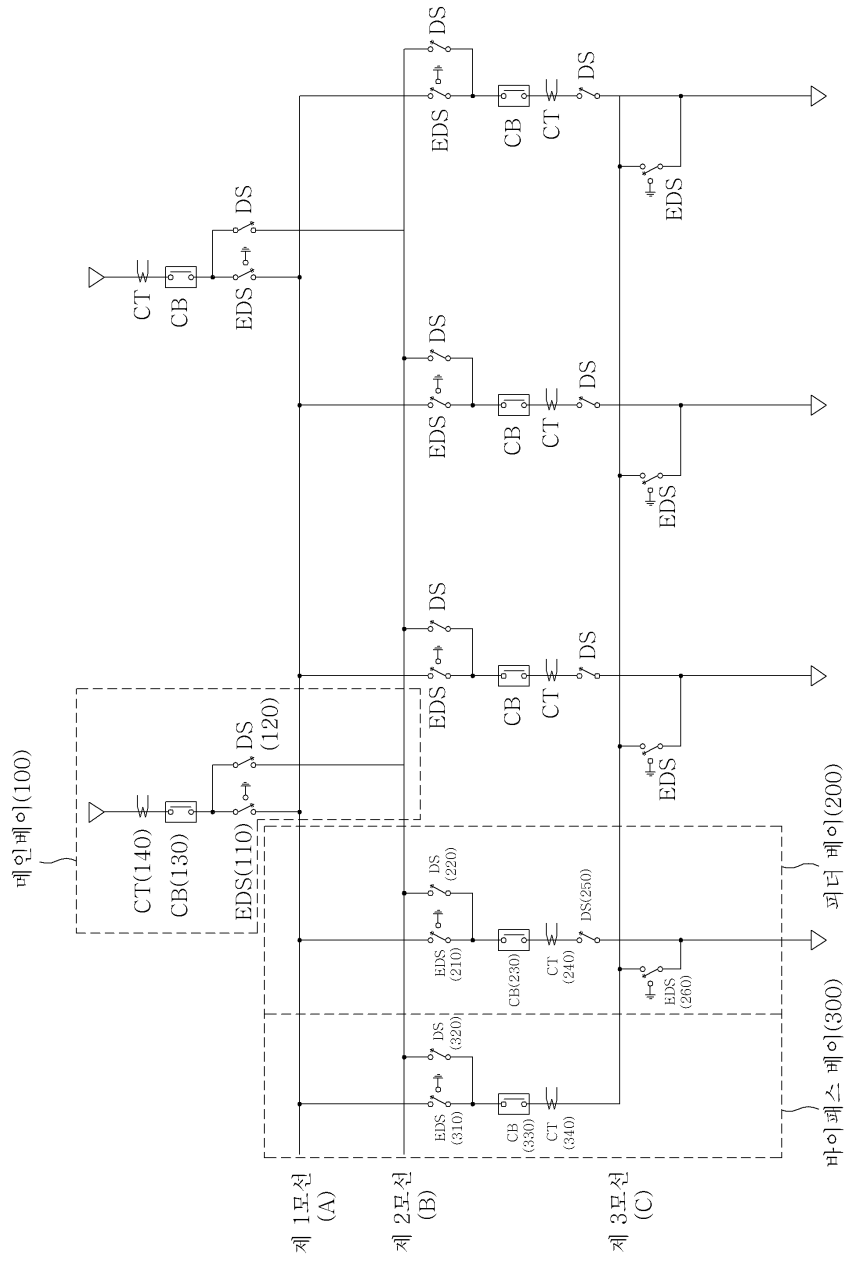 메인베이(100)
CT(140)
CB(130)
EDS(110)
DS
(120)
CT
CB
EDS
DS
제 1모선
(A)
제 2모선
(B)
제 3모선
(C)
EDS
(310)
DS
(320)
CB
(330)
CT
(340)
EDS
(210)
DS
(220)
CB(230)
CT
(240)
DS(250)
EDS
(260)
EDS
DS
CB
CT
DS
EDS
EDS
DS
CB
CT
DS
EDS
EDS
DS
CB
CT
DS
EDS
바이패스 베이(300)
피더 베이(200)